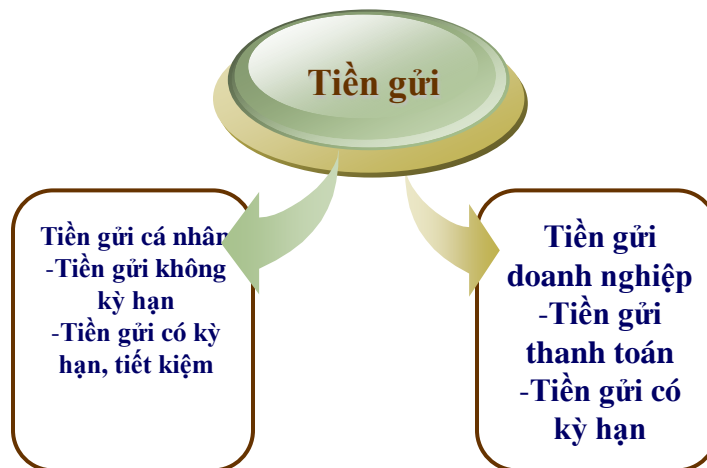 Tiền gửi
Tiền gửi cá nhân
-Tiền gửi không
kỳ hạn
-Tiền gửi có kỳ
hạn, tiết kiệm
Tiền gửi
doanh nghiệp
-Tiền gửi
thanh toán
-Tiền gửi có
kỳ hạn